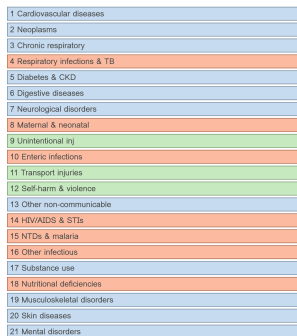 1 Cardiovascular diseases
2 Neoplasms
3 Chronic respiratory
4 Respiratory infections & TB
5 Diabetes & CKD
6 Digestive diseases
7 Neurological disorders
8 Maternal & neonatal
9 Unintentional inj
10 Enteric infections
11 Transport injuries
12 Self-harm & violence
13 Other non-communicable
14 HIV/AIDS & STIs
15 NTDs & malaria
16 Other infectious
17 Substance use
18 Nutritional deficiencies
19 Musculoskeletal disorders
20 Skin diseases
21 Mental disorders